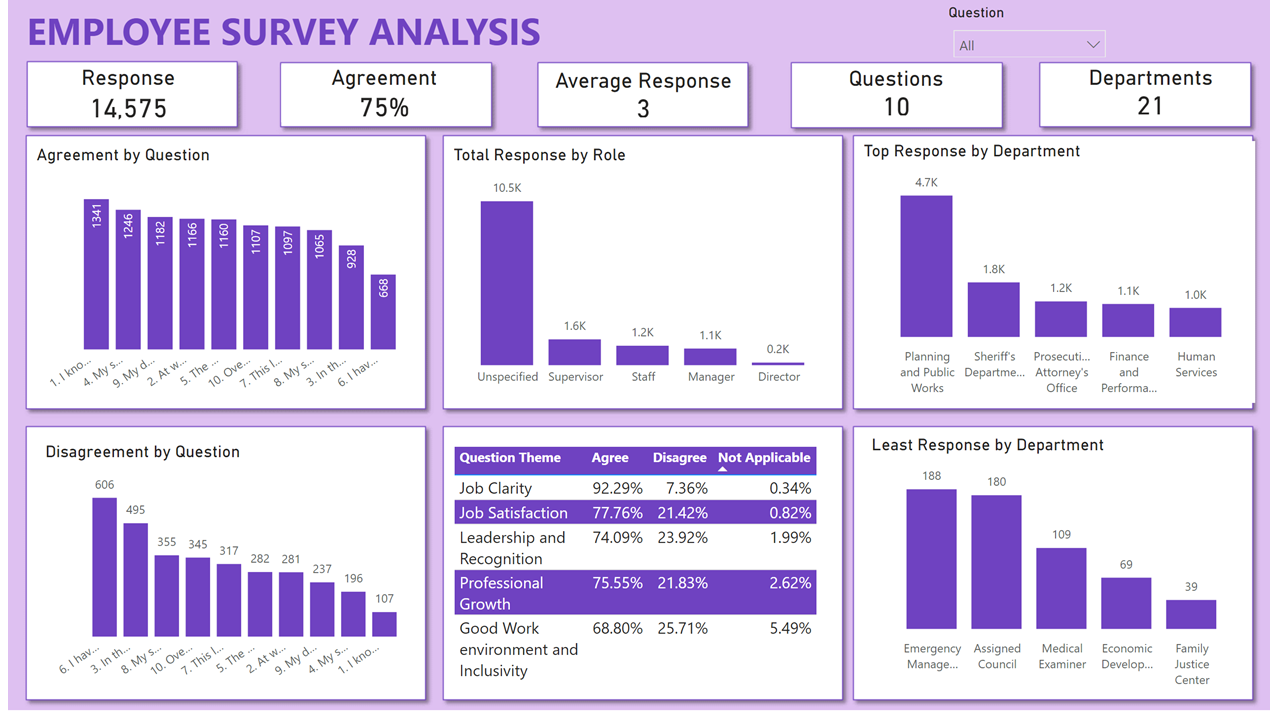 EMPLOYEE SURVEY ANALYSIS
Question
All
Response
14,575
Agreement
75%
Average Response
3
Questions
10
Departments
21
Agreement by Question
1341
1246
1182
1166
1160
1107
1097
1065
928
668
1. I kno...
4. My s...
9. My d...
2. At w...
5. The ...
10. Ove...
7. This I...
8. My s...
3. In th...
6. I hav...
Total Response by Role
10.5K
1.6K
1.2K
1.1K
0.2K
Unspecified
Supervisor
Staff
Manager
Director
Top Response by Department
4.7K
1.8K
1.2K
1.1K
1.0K
Planning
and Public
Works
Sheriff's
Departme...
Prosecuti...
Attorney's
Office
Finance
and
Performa...
Human
Services
Disagreement by Question
606
495
355
345
317
282
281
237
196
107
6. I hav...
3. In th...
8. My s...
10. Ove...
7. This I...
5. The ...
2. At w...
9. My d...
4. My s...
1. I kno...
Question Theme Agree Disagree Not Applicable
Job Clarity 92.29% 7.36% 0.34%
Job Satisfaction 77.76% 21.42% 0.82%
Leadership and 74.09% 23.92% 1.99%
Recognition
Professional 75.55% 21.83% 2.62%
Growth
Good Work 68.80% 25.71% 5.49%
environment and
Inclusivity
Least Response by Department
188
180
109
69
39
Emergency
Manage...
Assigned
Council
Medical
Examiner
Economic
Develop...
Family
Justice
Center